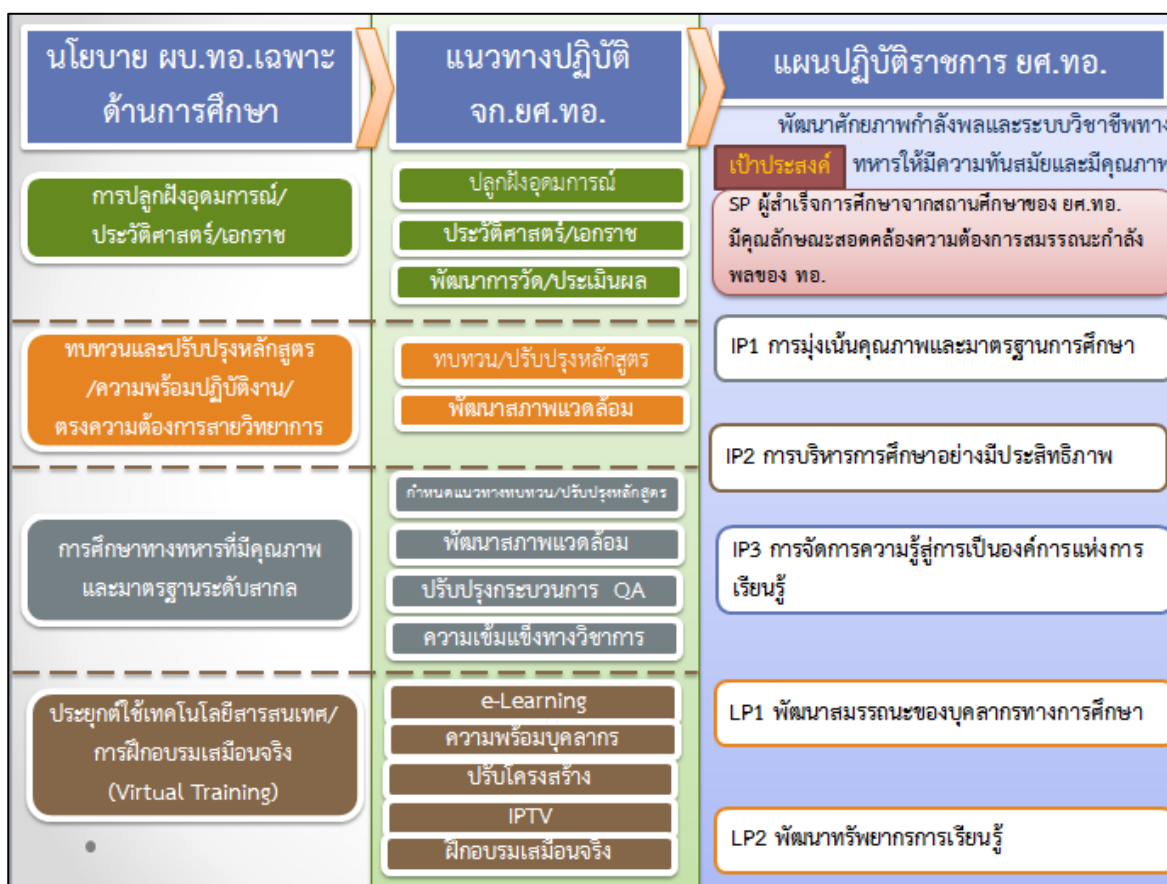 นโยบาย ผบ.ทอ.เฉพาะ
ด้านการศึกษา
การปลูกฝังอุดมการณ์/
ประวัติศาสตร์/เอกราช
ทบทวนและปรับปรุงหลักสูตร
/ความพร้อมปฏิบัติงาน/
ตรงความต้องการสายวิทยาการ
การศึกษาทางทหารที่มีคุณภาพ
และมาตรฐานระดับสากล
ประยุกต์ใช้เทคโนโลยีสารสนเทศ/
การฝึกอบรมเสมือนจริง
(Virtual Training)
แนวทางปฏิบัติ
จก.ยศ.ทอ.
ปลูกฝังอุดมการณ์
ประวัติศาสตร์/เอกราช
พัฒนาการวัด/ประเมินผล
ทบทวน/ปรับปรุงหลักสูตร
พัฒนาสภาพแวดล้อม
กำหนดแนวทางทบทวน/ปรับปรุงหลักสูตร
พัฒนาสภาพแวดล้อม
ปรับปรุงกระบวนการ QA
ความเข้มแข็งทางวิชาการ
e-Learning
ความพร้อมบุคลากร
ปรับโครงสร้าง
IPTV
ฝึกอบรมเสมือนจริง
แผนปฏิบัติราชการ ยศ.ทอ.
พัฒนาศักยภาพกำลังพลและระบบวิชาชีพทาง
เป้าประสงค์ ทหารให้มีความทันสมัยและมีคุณภาพ
SP ผู้สำเร็จการศึกษาจากสถานศึกษาของ ยศ.ทอ.
มีคุณลักษณะสอดคล้องความต้องการสมรรถนะกำลัง
พลของ ทอ.
IP1 การมุ่งเน้นคุณภาพและมาตรฐานการศึกษา
IP2 การบริหารการศึกษาอย่างมีประสิทธิภาพ
IP3 การจัดการความรู้สู่การเป็นองค์การแห่งการ
เรียนรู้
LP1 พัฒนาสมรรถนะของบุคลากรทางการศึกษา
LP2 พัฒนาทรัพยากรการเรียนรู้